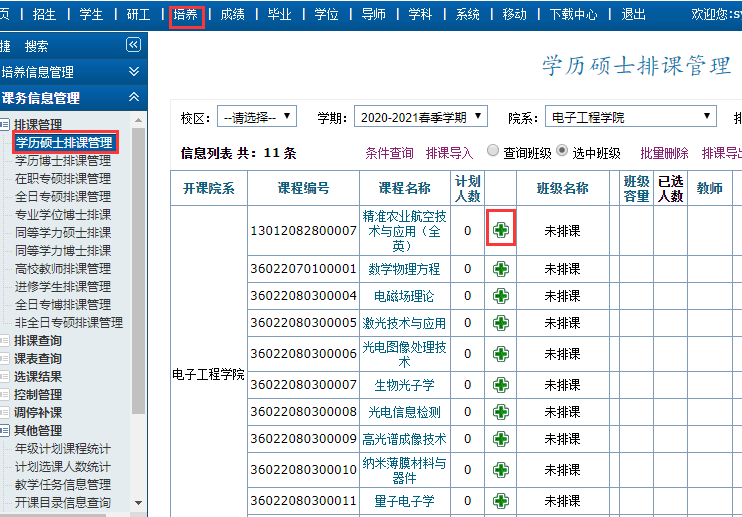 页 招生 学生 研工 培养 成绩 毕业 学位 导师 学科 系统 移动 下载中心 退出 欢迎您:sy
捷 搜索
培养信息管理
课务信息管理
排课管理
学历硕士排课管理
学历博士排课管理
在职专硕排课管理
全日专硕排课管理
专业学位博士排课
同等学力硕士排课
同等学力博士排课
高校教师排课管理
进修学生排课管理
全日专博排课管理
非全日专硕排课管理
排课查询
课表查询
选课结果
控制管理
调停补课
其他管理
年级计划课程统计
计划选课人数统计
教学任务信息管理
开课目录信息查询
学历硕士排课管理
校区: --请选择-- 学期: 2020-2021春季学期 院系: 电子工程学院
信息列表 共: 11 条 条件查询 排课导入 查询班级 选中班级 批量删除 排课导出
开课院系 课程编号 课程名称 计划人数 班级名称 班级容量 已选人数 教师
电子工程学院
13012082800007 精准农业航空技术与应用（全英） 0 未排课
36022070100001 数学物理方程 0 未排课
36022080300004 电磁场理论 0 未排课
36022080300005 激光技术与应用 0 未排课
36022080300006 光电图像处理技术 0 未排课
36022080300007 生物光子学 0 未排课
36022080300008 光电信息检测 0 未排课
36022080300009 高光谱成像技术 0 未排课
36022080300010 纳米薄膜材料与器件 0 未排课
36022080300011 量子电子学 0 未排课